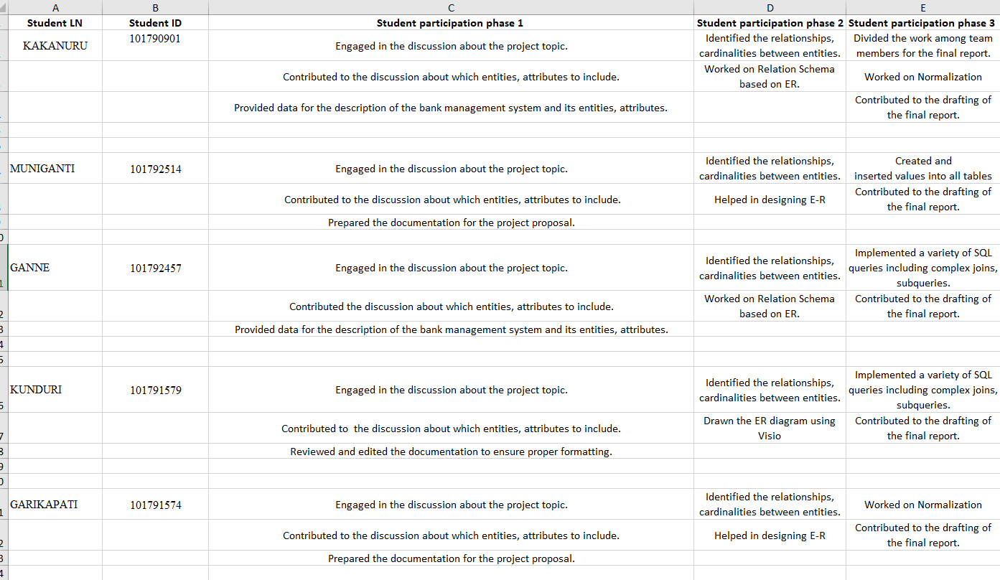 A B C D E
Student LN Student ID Student participation phase 1 Student participation phase 2 Student participation phase 3
KAKANURU 101790901 Engaged in the discussion about the project topic. Identified the relationships, Divided the work among team
cardinalities between entities. members for the final report.
Contributed to the discussion about which entities, attributes to include. Worked on Relation Schema Worked on Normalization
based on ER.
Provided data for the description of the bank management system and its entities, attributes. Contributed to the drafting of
the final report.
MUNIGANTI 101792514 Engaged in the discussion about the project topic. Identified the relationships, Created and
cardinalities between entities. inserted values into all tables
Contributed to the discussion about which entities, attributes to include. Helped in designing E-R Contributed to the drafting of
the final report.
Prepared the documentation for the project proposal.
0
GANNE 101792457 Engaged in the discussion about the project topic. Identified the relationships, Implemented a variety of SQL
cardinalities between entities. queries including complex joins,
1 subqueries.
Contributed the discussion about which entities, attributes to include. Worked on Relation Schema Contributed to the drafting of
2 based on ER. the final report.
3 Provided data for the description of the bank management system and its entities, attributes.
4
5
KUNDURI 101791579 Engaged in the discussion about the project topic. Identified the relationships, Implemented a variety of SQL
cardinalities between entities. queries including complex joins,
6 subqueries.
Contributed to  the discussion about which entities, attributes to include. Drawn the ER diagram using Contributed to the drafting of
7 Visio the final report.
8 Reviewed and edited the documentation to ensure proper formatting.
9
0
GARIKAPATI 101791574 Engaged in the discussion about the project topic. Identified the relationships, Worked on Normalization
1 cardinalities between entities.
Contributed to the discussion about which entities, attributes to include. Helped in designing E-R Contributed to the drafting of
2 the final report.
3 Prepared the documentation for the project proposal.
4